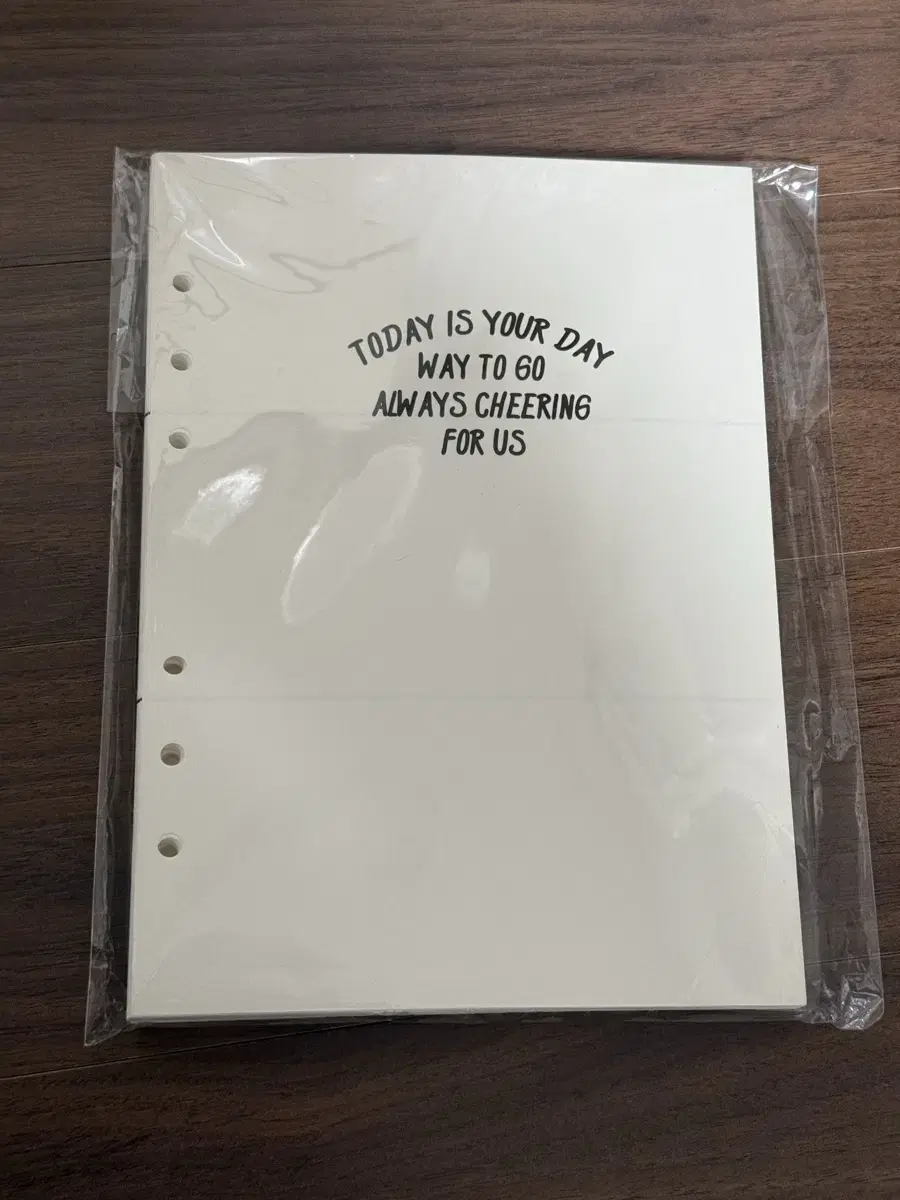 TODAY IS YOUR DAY
WAY TO GO
ALWAYS CHEERING
FOR US